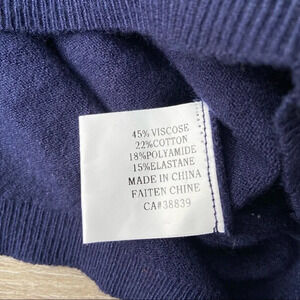 45%VISCOSE
22%COTTON
18%POLYAMIDE
15%ELASTANE
MADE IN CHINA
FAITEN CHINE
CA#38839